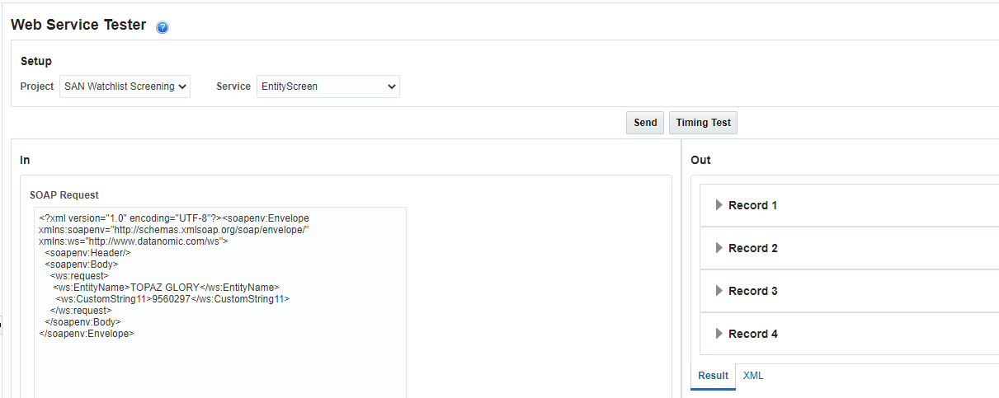 Web Service Tester ?
Setup
Project SAN Watchlist Screening Service EntityScreen
Send Timing Test
In
SOAP Request
<?xml version="1.0" encoding="UTF-8"?><soapenv:Envelope
xmlns:soapenv="http://schemas.xmlsoap.org/soap/envelope/"
xmlns:ws="http://www.datanomic.com/ws">
<soapenv:Header/>
<soapenv:Body>
<ws:request>
<ws:EntityName>TOPAZ GLORY</ws:EntityName>
<ws:CustomString11>9560297</ws:CustomString11>
</ws:request>
</soapenv:Body>
</soapenv:Envelope>
Out
Record 1
Record 2
Record 3
Record 4
Result XML